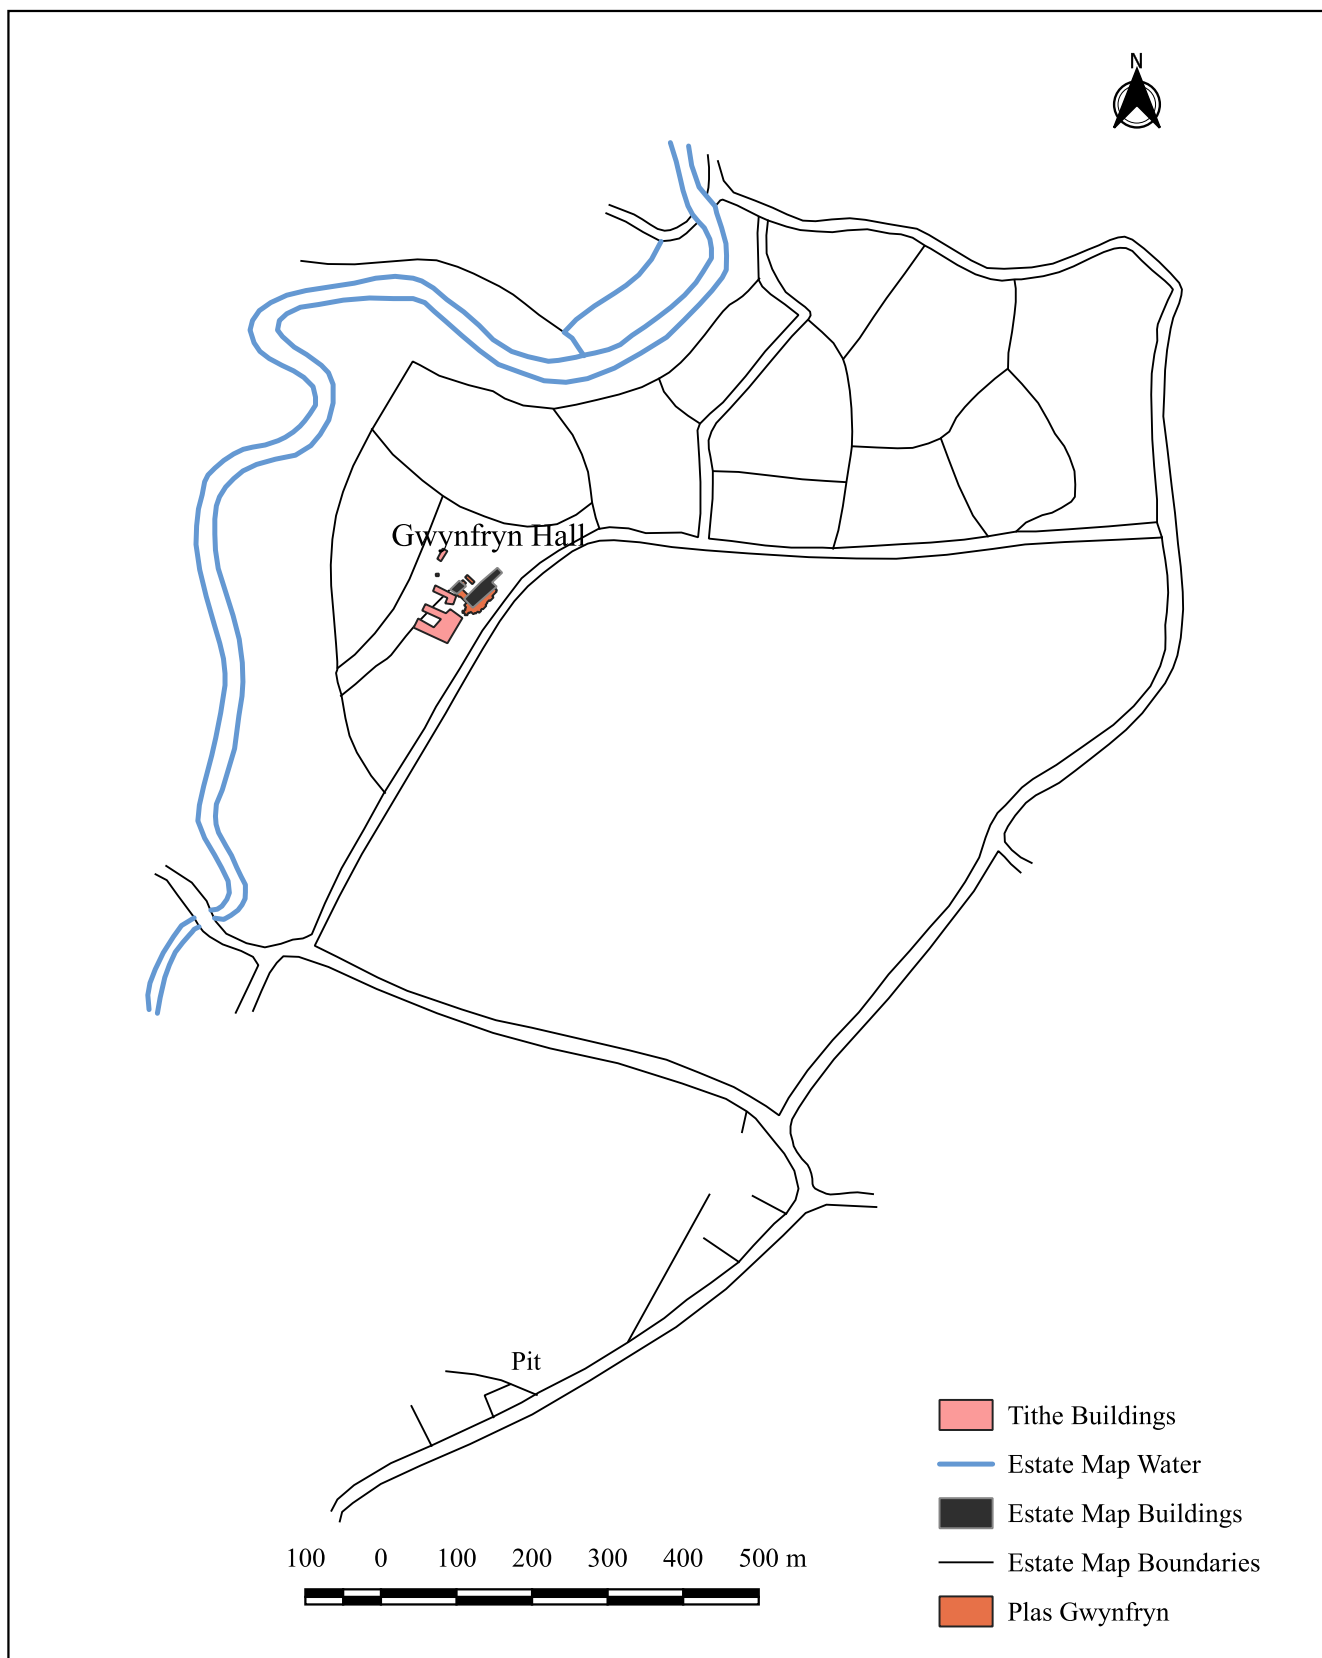 N
Gwynfryn Hall
Pit
Tithe Buildings
Estate Map Water
Estate Map Buildings
Estate Map Boundaries
Plas Gwynfryn
100 0 100 200 300 400 500 m